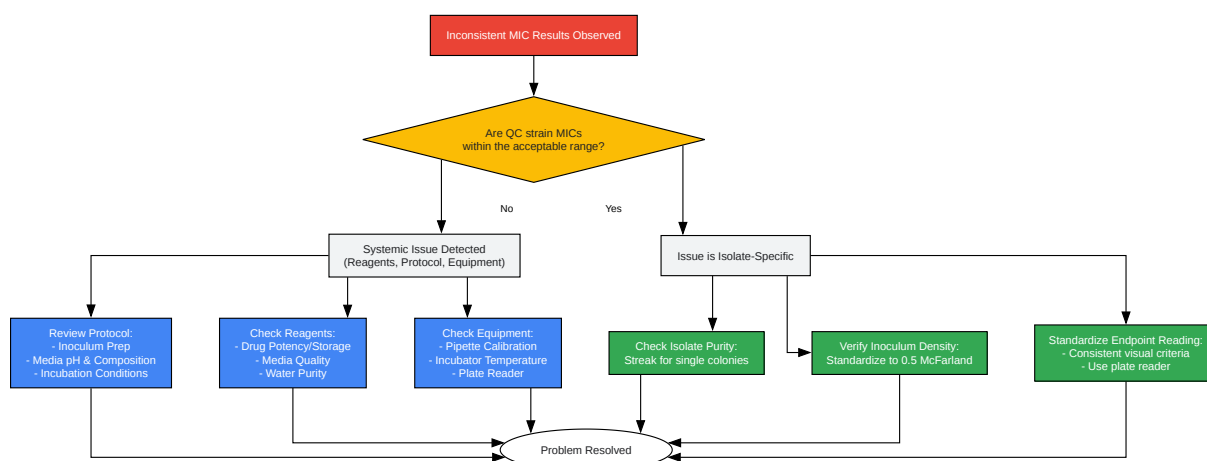 Inconsistent MIC Results Observed
Are QC strain MICs
within the acceptable range?
No
Yes
Systemic Issue Detected
(Reagents, Protocol, Equipment)
Issue is Isolate-Specific
Review Protocol:
- Inoculum Prep
- Media pH & Composition
- Incubation Conditions
Check Reagents:
- Drug Potency/Storage
- Media Quality
- Water Purity
Check Equipment:
- Pipette Calibration
- Incubator Temperature
- Plate Reader
Check Isolate Purity:
Streak for single colonies
Verify Inoculum Density:
Standardize to 0.5 McFarland
Standardize Endpoint Reading:
- Consistent visual criteria
- Use plate reader
Problem Resolved